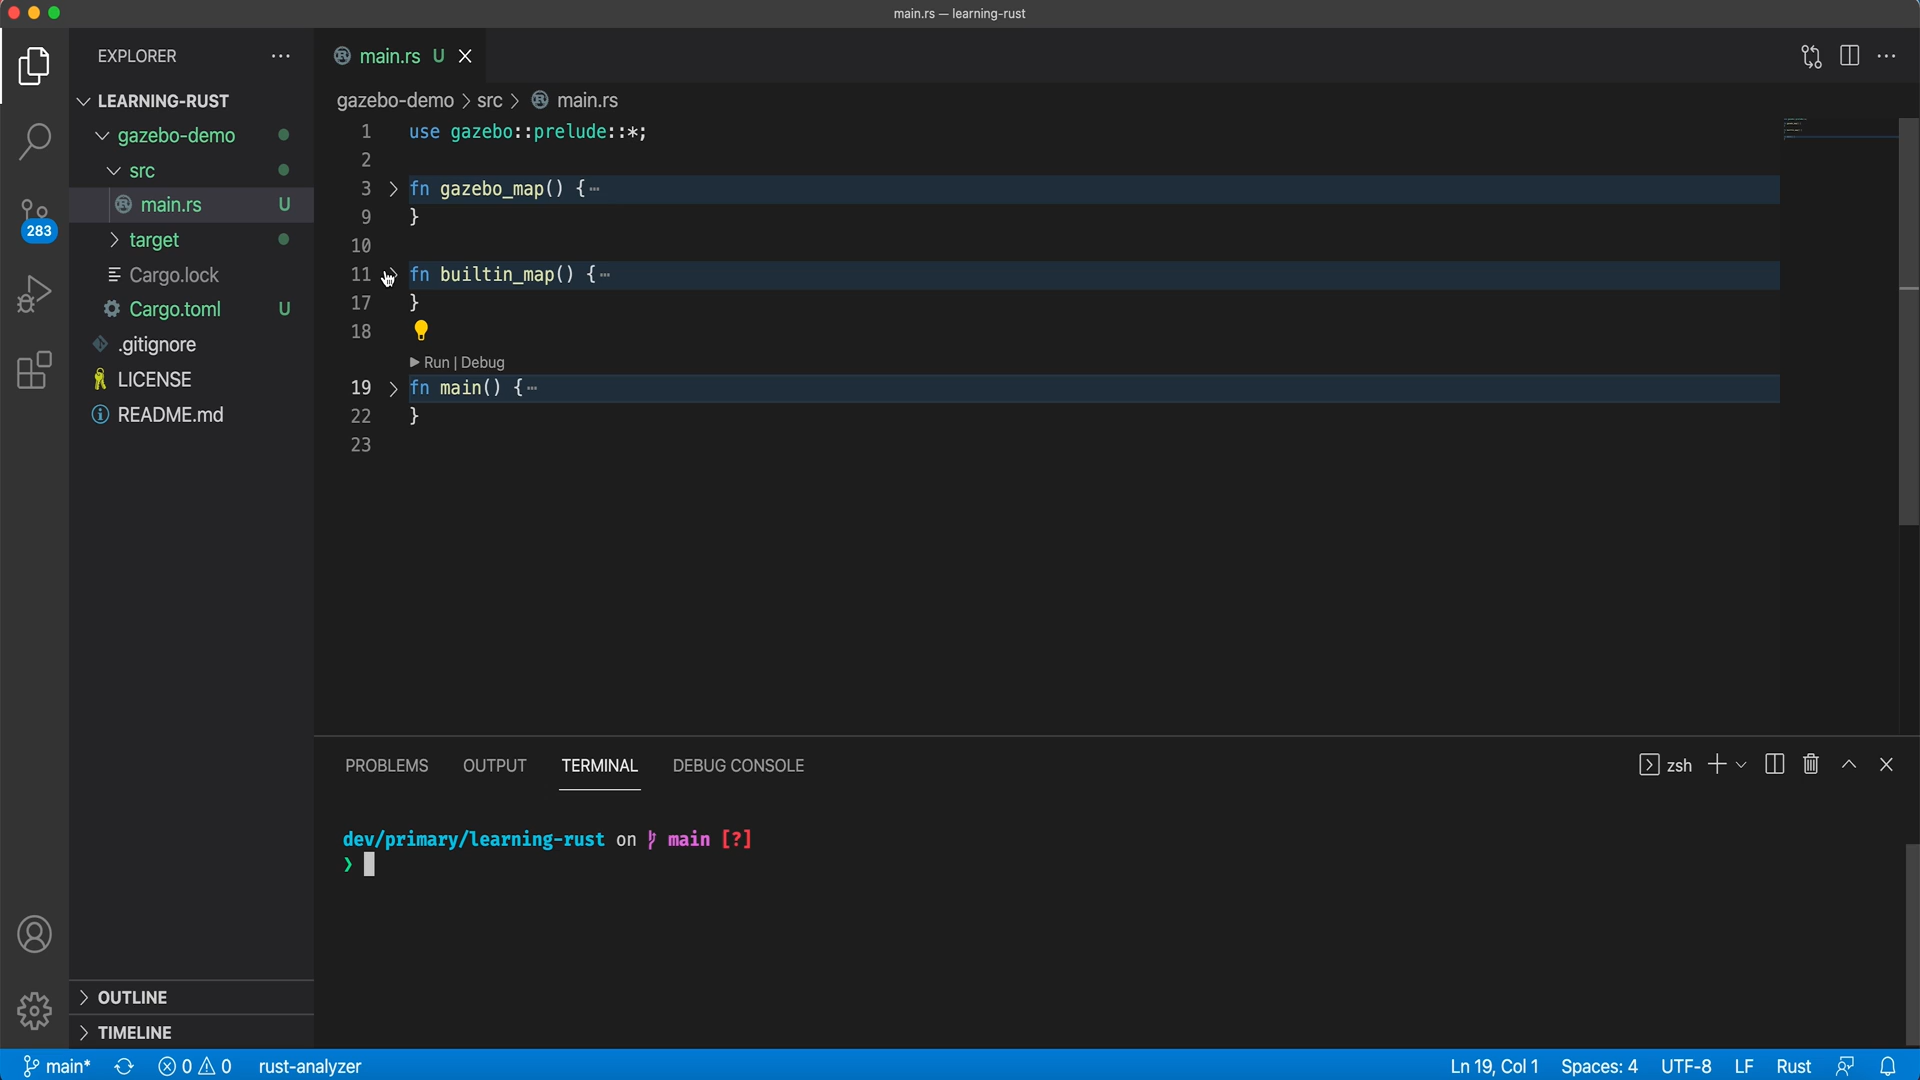 main.rs — learning-rust
EXPLORER
LEARNING-RUST
gazebo-demo
src
main.rs U
target
Cargo.lock
Cargo.toml U
.gitignore
LICENSE
README.md
OUTLINE
TIMELINE
283
main.rs U
gazebo-demo > src > main.rs
1 use gazebo::prelude::*;
2
3 fn gazebo_map() {
9 }
10
11 fn builtin_map() {
17 }
18
Run | Debug
19 fn main() {
22 }
23
PROBLEMS OUTPUT TERMINAL DEBUG CONSOLE
zsh
dev/primary/learning-rust on main [?]
❯
main* 0 0 rust-analyzer
Ln 19, Col 1 Spaces: 4 UTF-8 LF Rust